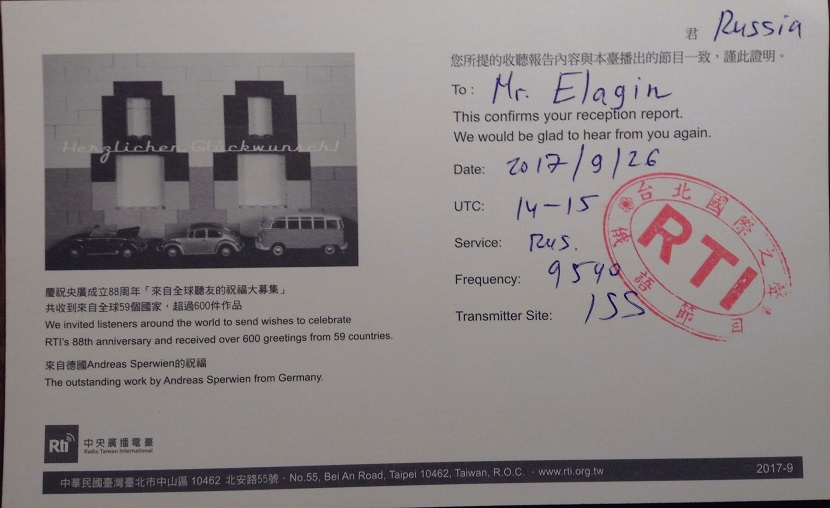 Herzlichen Glückwunsch!
慶祝央廣成立88周年「來自全球聽友的祝福大募集」
共收到來自全球59個國家，超過600件作品
We invited listeners around the world to send wishes to celebrate
RTI's 88th anniversary and received over 600 greetings from 59 countries.
來自德國Andreas Sperwien的祝福
The outstanding work by Andreas Sperwien from Germany.
君 Russia
您所提的收聽報告內容與本臺播出的節目一致，謹此證明。
To : Mr. Elagin
This confirms your reception report.
We would be glad to hear from you again.
Date: 2017/9/26
UTC: 14-15
Service: Rus.
Frequency: 9540
Transmitter Site: ISS
台北國際之音
RTI
俄語節目
Rti 中央廣播電臺
Radio Taiwan International
中華民國臺灣臺北市中山區 10462 北安路55號 · No.55, Bei An Road, Taipei 10462, Taiwan, R.O.C. · www.rti.org.tw 2017-9